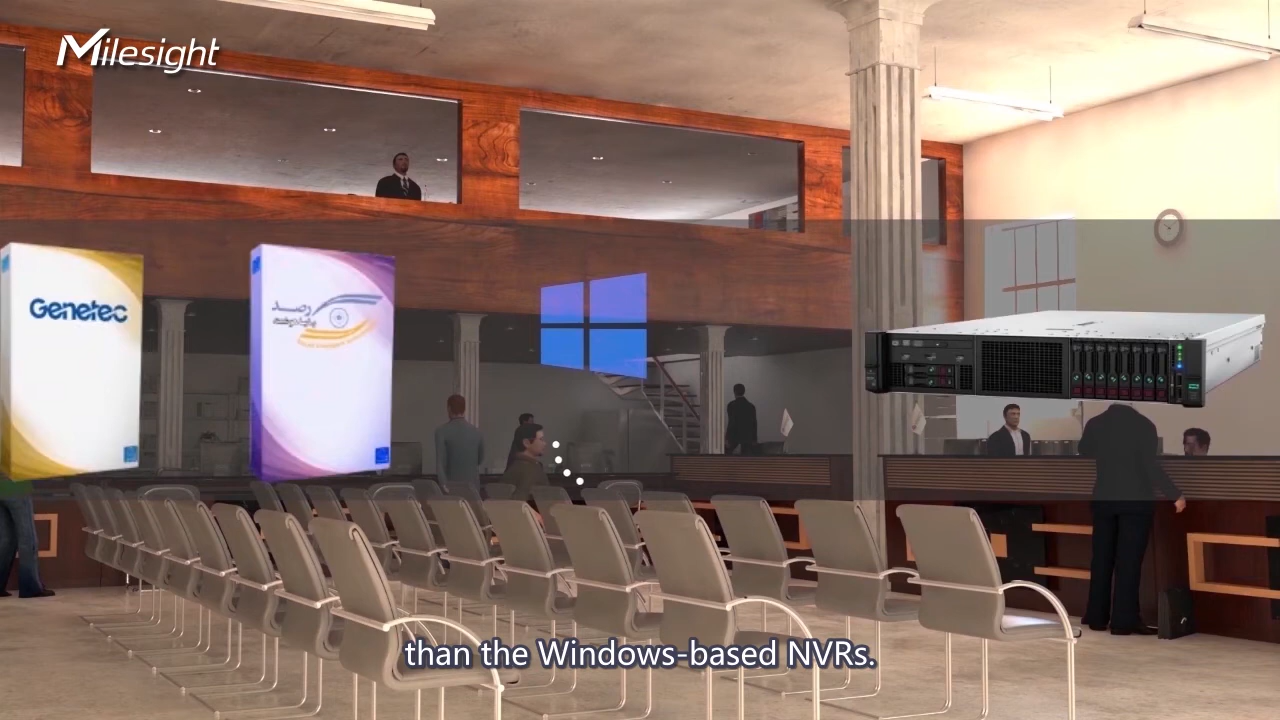 Milesight
Genetec
رصد
than the Windows-based NVRs.